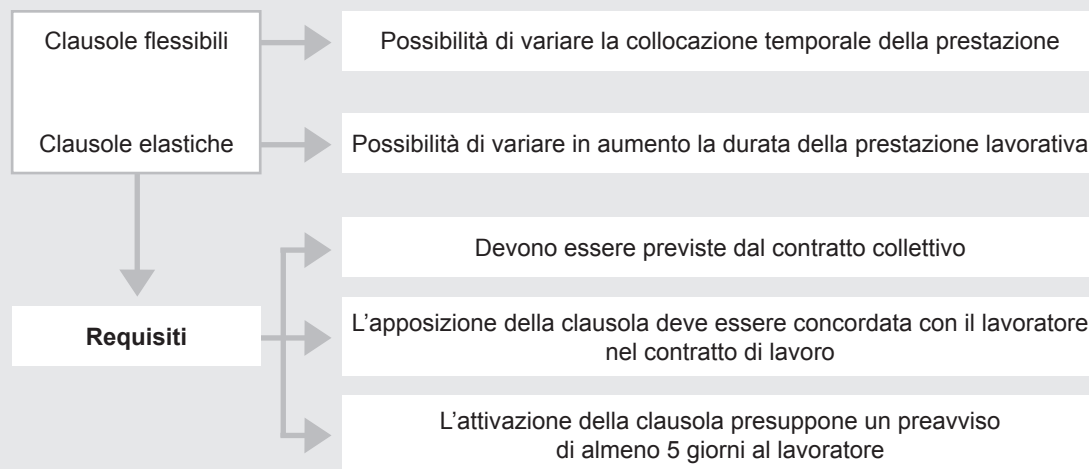 Clausole flessibili
Possibilità di variare la collocazione temporale della prestazione
Clausole elastiche
Possibilità di variare in aumento la durata della prestazione lavorativa
Devono essere previste dal contratto collettivo
Requisiti
L’apposizione della clausola deve essere concordata con il lavoratore
nel contratto di lavoro
L’attivazione della clausola presuppone un preavviso
di almeno 5 giorni al lavoratore